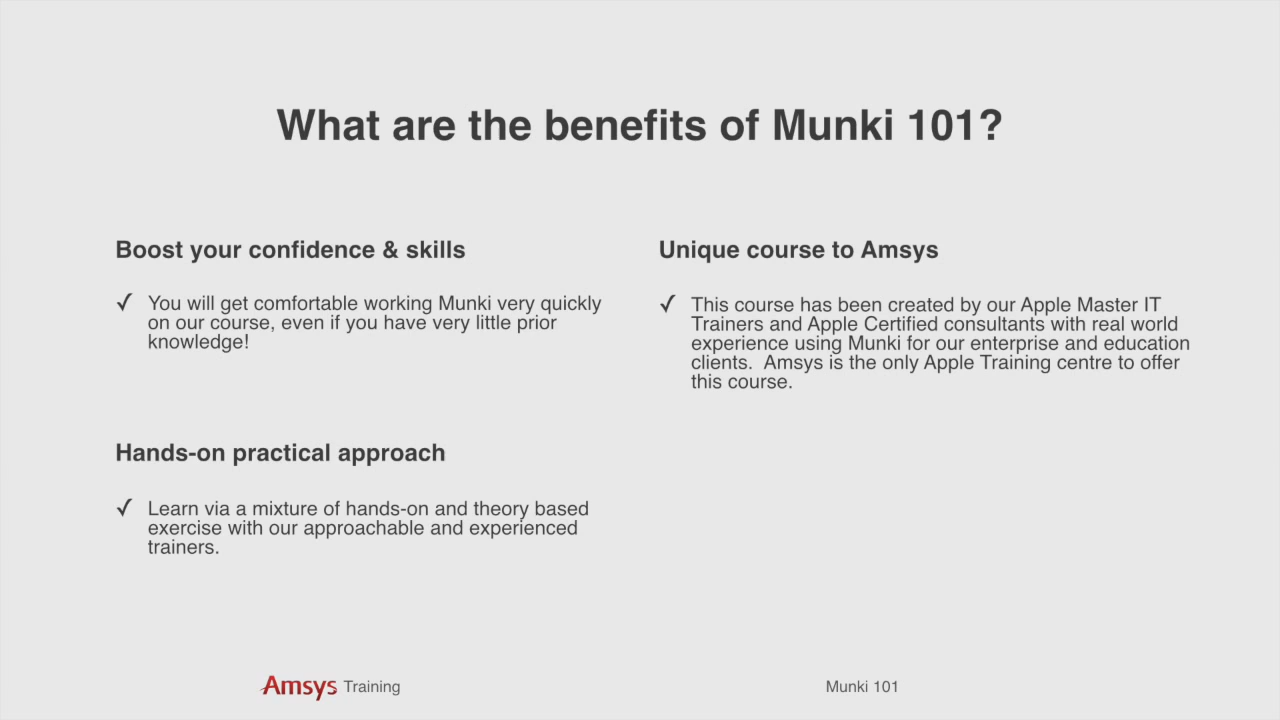 What are the benefits of Munki 101?
Boost your confidence & skills
✓ You will get comfortable working Munki very quickly
on our course, even if you have very little prior
knowledge!
Hands-on practical approach
✓ Learn via a mixture of hands-on and theory based
exercise with our approachable and experienced
trainers.
Unique course to Amsys
✓ This course has been created by our Apple Master IT
Trainers and Apple Certified consultants with real world
experience using Munki for our enterprise and education
clients.  Amsys is the only Apple Training centre to offer
this course.
Amsys Training
Munki 101